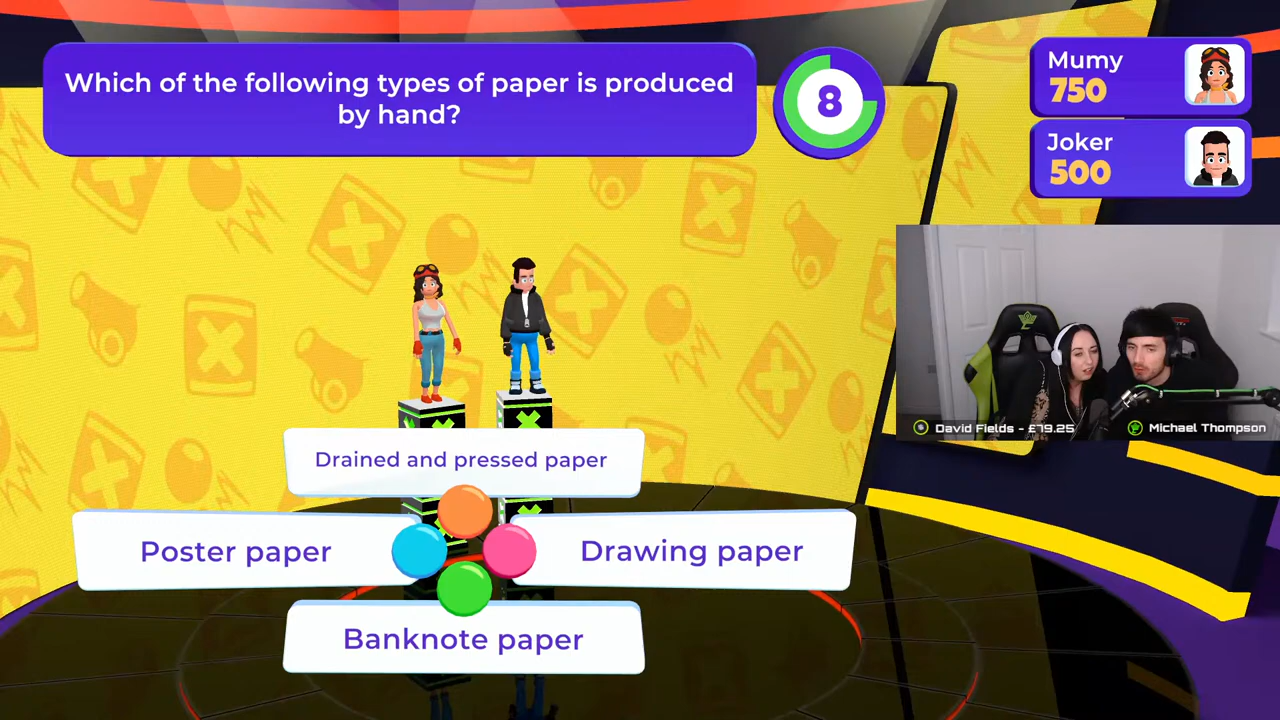 Which of the following types of paper is produced
by hand?
8
Mumy
750
Joker
500
David Fields - £79.25
Michael Thompson
Drained and pressed paper
Poster paper
Drawing paper
Banknote paper